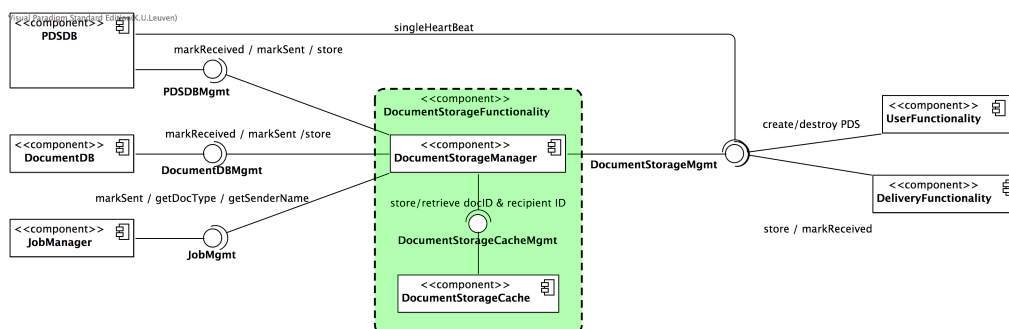 Visual Paradigm Standard Edition(K.U.Leuven)
<<component>>
PDSDB
singleHeartBeat
markReceived / markSent / store
PDSDBMgmt
<<component>>
DocumentStorageFunctionality
<<component>>
UserFunctionality
create/destroy PDS
markReceived / markSent /store
<<component>>
DocumentDB
DocumentDBMgmt
<<component>>
DocumentStorageManager
DocumentStorageMgmt
<<component>>
DeliveryFunctionality
markSent / getDocType / getSenderName
store/retrieve docID & recipient ID
<<component>>
JobManager
JobMgmt
DocumentStorageCacheMgmt
store / markReceived
<<component>>
DocumentStorageCache